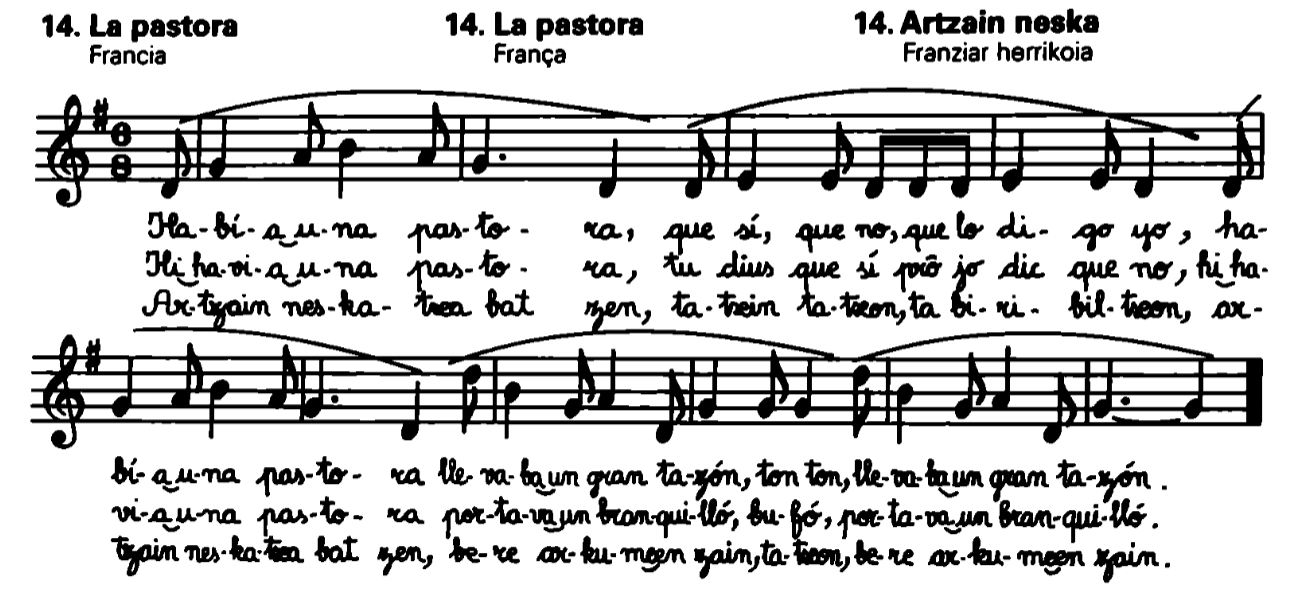 14. La pastora 14. La pastora 14. Artzain neska
Francia França Franziar herrikoia
6
8
Ha-bí-a u-na pas-to-ra, que sí, que no, que lo di-go yo, ha-
Hi ha-vi-a u-na pas-to-ra, tu dius que sí prô jo dic que no, hi ha-
Ar-tzain nes-ka-txa bat zen, ta-txin ta-txon, ta bi-ri-bil-txon, ar-
bí-a u-na pas-to-ra lle-va-ba un gran ta-zón, ton ton, lle-va-ba un gran ta-zón.
vi-a u-na pas-to-ra por-ta-va un bran-qui-lló, bu-fó, por-ta-va un bran-qui-lló.
tzain nes-ka-txa bat zen, be-re ar-ku-meen zain, ta-txon, be-re ar-ku-meen zain.